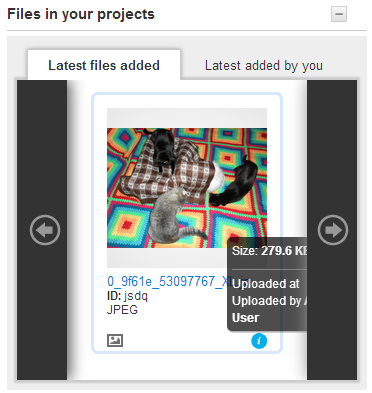 Files in your projects
Latest files added
Latest added by you
0_9f61e_53097767_X
ID: jsdq
JPEG
Size: 279.6 K
Uploaded at
Uploaded by
User